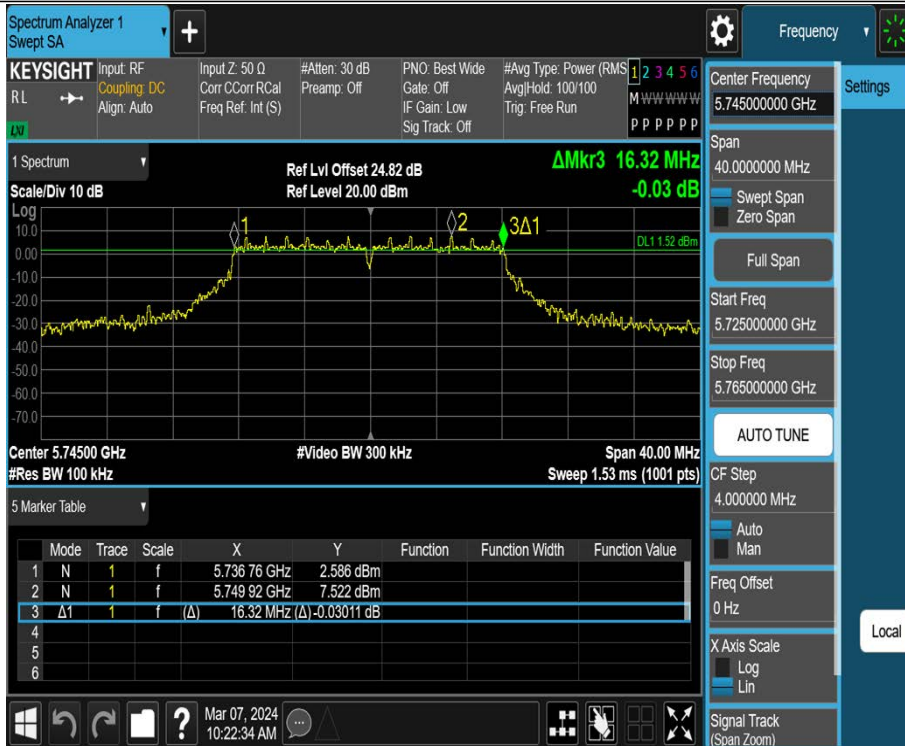 Spectrum Analyzer 1
Swept SA
+
Frequency
KEYSIGHT
RL
LXI
Input: RF
Coupling: DC
Align: Auto
Input Z: 50 Ω
Corr CCorr RCal
Freq Ref: Int (S)
#Atten: 30 dB
Preamp: Off
PNO: Best Wide
Gate: Off
IF Gain: Low
Sig Track: Off
#Avg Type: Power (RMS
Avg|Hold: 100/100
Trig: Free Run
1 2 3 4 5 6
M W W W W W
P P P P P P
1 Spectrum
Scale/Div 10 dB
Ref Lvl Offset 24.82 dB
Ref Level 20.00 dBm
ΔMkr3 16.32 MHz
-0.03 dB
Log
10.0
0.00
-10.0
-20.0
-30.0
-40.0
-50.0
-60.0
-70.0
1
2
3Δ1
DL1 1.52 dBm
Center 5.74500 GHz
#Video BW 300 kHz
Span 40.00 MHz
#Res BW 100 kHz
Sweep 1.53 ms (1001 pts)
5 Marker Table
Mode Trace Scale X Y Function Function Width Function Value
1 N 1 f 5.736 76 GHz 2.586 dBm
2 N 1 f 5.749 92 GHz 7.522 dBm
3 Δ1 1 f (Δ) 16.32 MHz (Δ) -0.03011 dB
4
5
6
Mar 07, 2024
10:22:34 AM
?
Center Frequency
5.745000000 GHz
Span
40.0000000 MHz
Swept Span
Zero Span
Full Span
Start Freq
5.725000000 GHz
Stop Freq
5.765000000 GHz
AUTO TUNE
CF Step
4.000000 MHz
Auto
Man
Freq Offset
0 Hz
X Axis Scale
Log
Lin
Signal Track
(Span Zoom)
Settings
Local